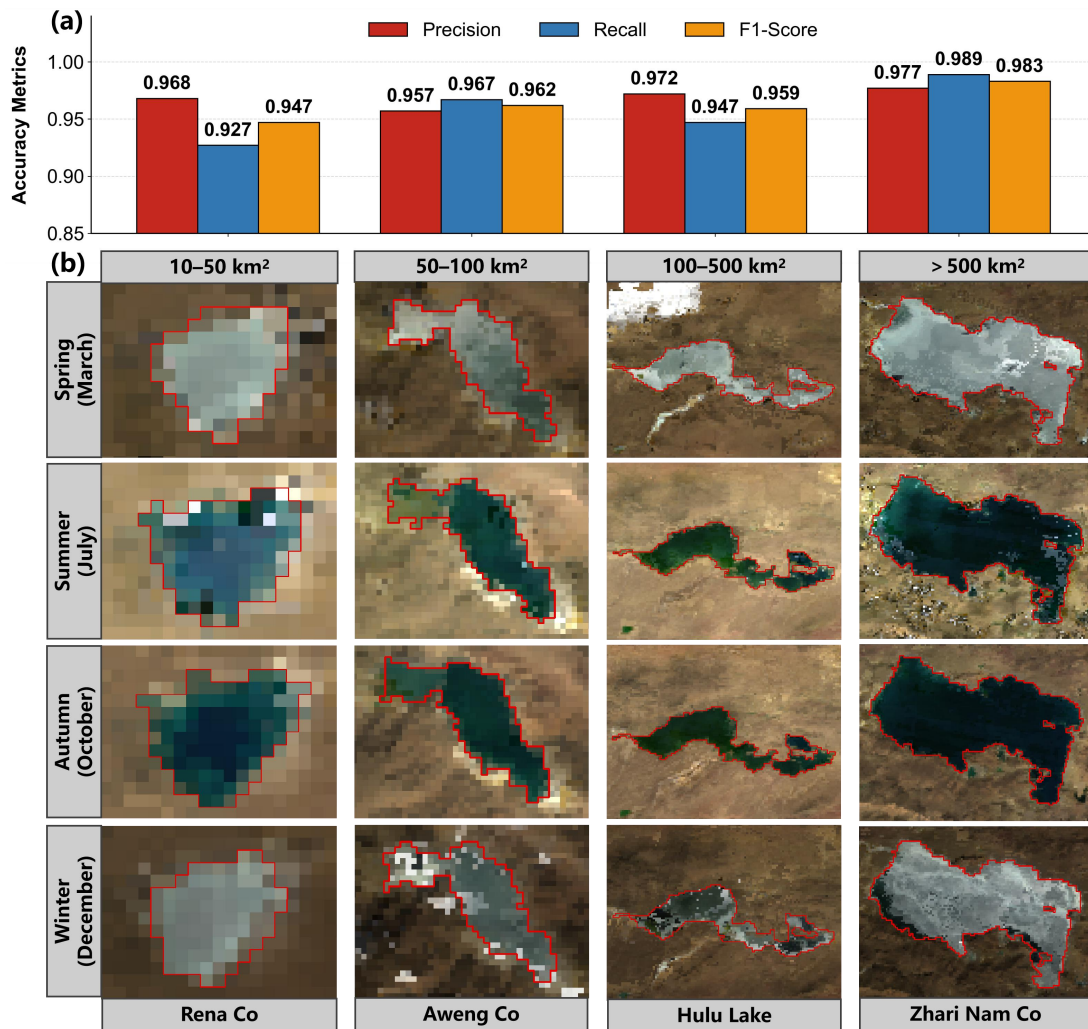 (a)
Precision
Recall
F1-Score
Accuracy Metrics
1.00
0.95
0.90
0.85
0.968
0.927
0.947
0.957
0.967
0.962
0.972
0.947
0.959
0.977
0.989
0.983
(b)
10–50 km²
50–100 km²
100–500 km²
> 500 km²
Spring
(March)
Summer
(July)
Autumn
(October)
Winter
(December)
Rena Co
Aweng Co
Hulu Lake
Zhari Nam Co